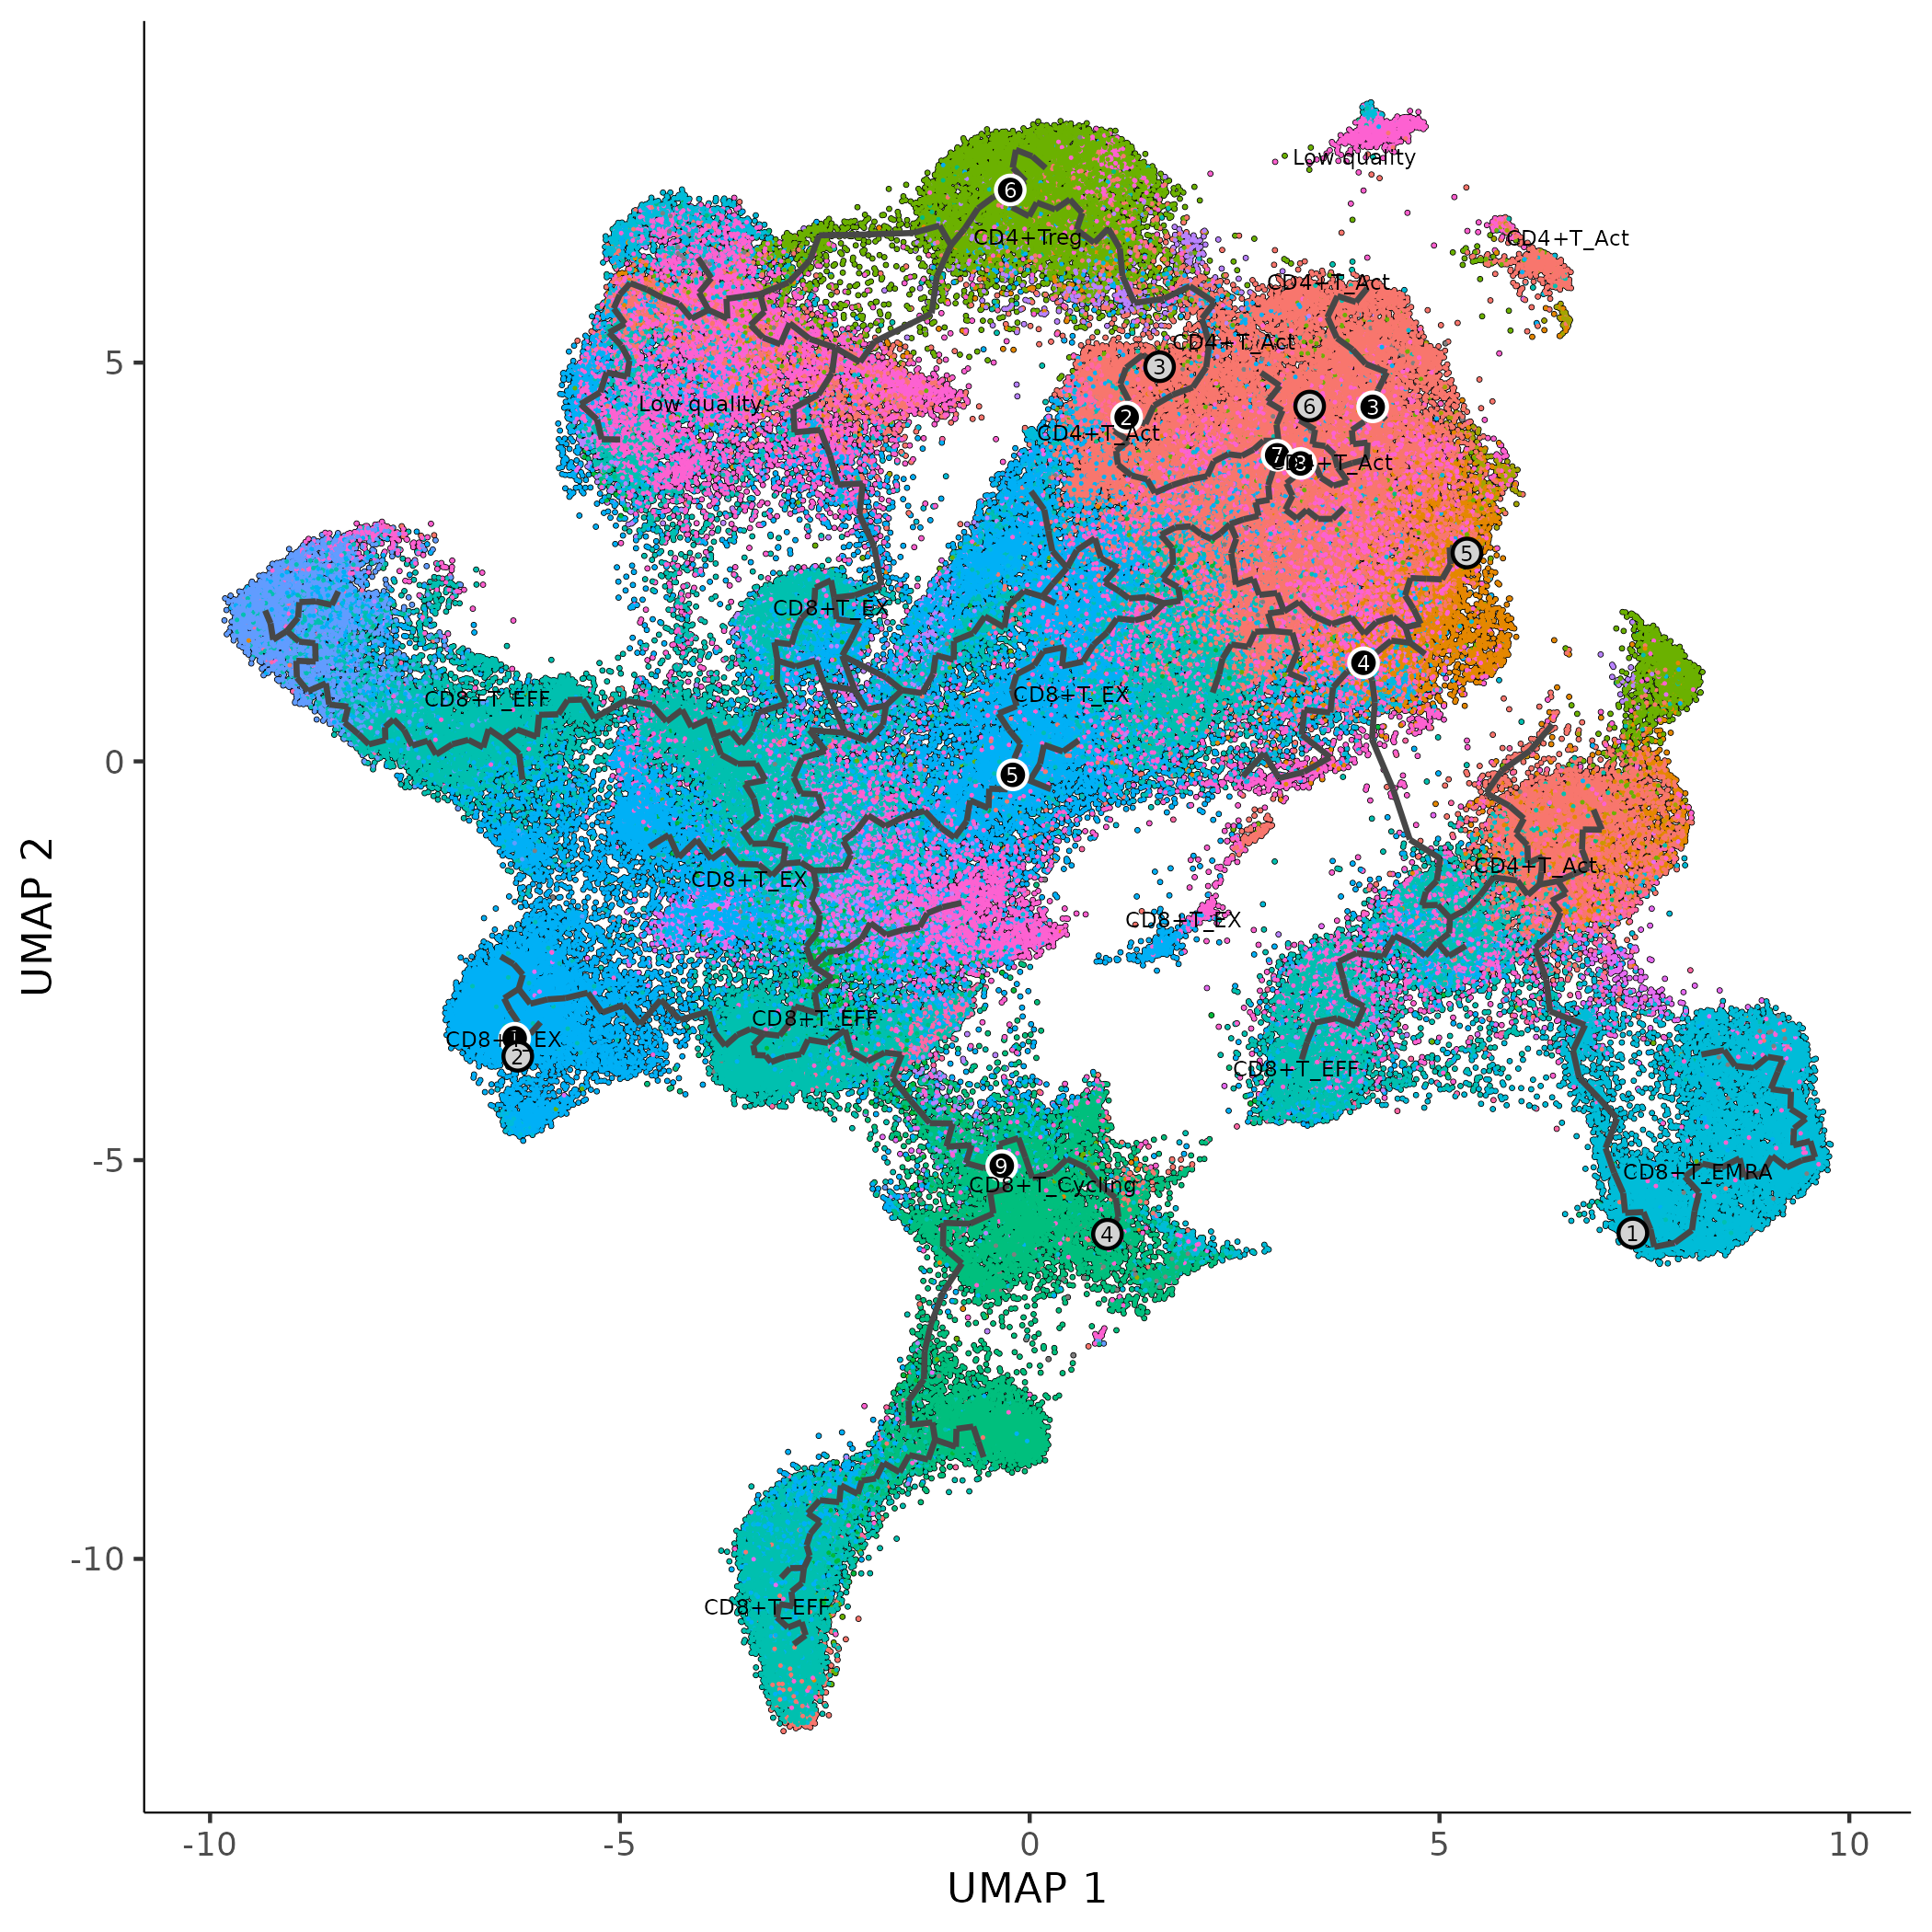 Low quality
6
CD4+Treg
CD4+T_Act
CD4+T_Act
CD4+T_Act
3
5
Low quality
6
3
2
CD4+T_Act
7
T_Act
5
CD8+T_EX
4
CD8+T_EFF
CD8+T_EX
0
5
CD4+T_Act
CD8+T_EX
CD8+T_EX
UMAP 2
CD8+T_EFF
CD8+T_EX
2
CD8+T_EFF
-5
9
CD8+T_EMRA
CD8+T_Cycling
1
4
-10
CD8+T_EFF
-10
-5
0
5
10
UMAP 1